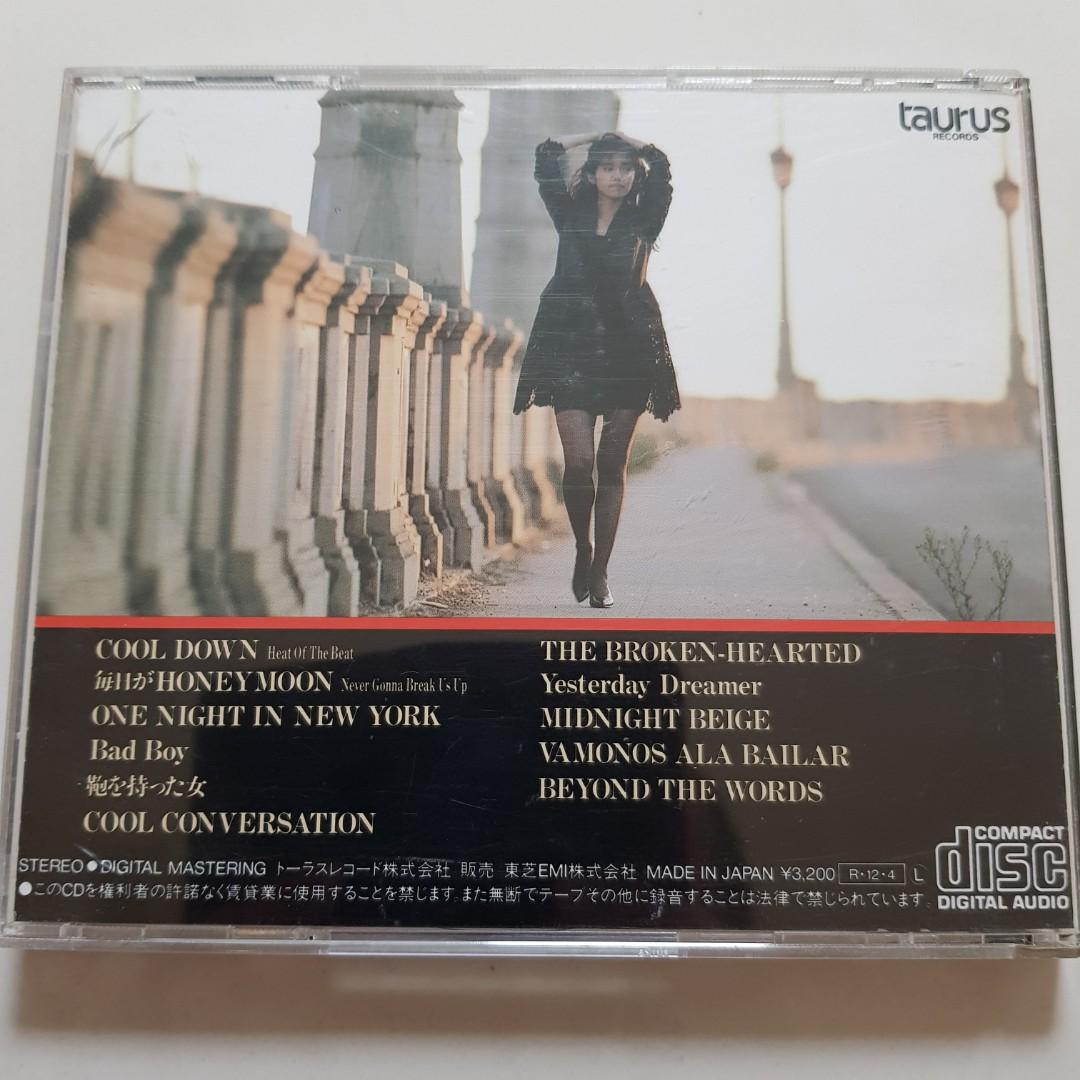 taurus
RECORDS
COOL DOWN Heat Of The Beat
毎日がHONEYMOON Never Gonna Break Us Up
ONE NIGHT IN NEW YORK
Bad Boy
鞄を持った女
COOL CONVERSATION
THE BROKEN-HEARTED
Yesterday Dreamer
MIDNIGHT BEIGE
VAMOÑOS ALA BAILAR
BEYOND THE WORDS
STEREO●DIGITAL MASTERING トーラスレコード株式会社 販売 東芝EMI株式会社 MADE IN JAPAN ¥3,200 R·12·4 L
●このCDを権利者の許諾なく賃貸業に使用することを禁じます。また無断でテープその他に録音することは法律で禁じられています。
COMPACT
disc
DIGITAL AUDIO